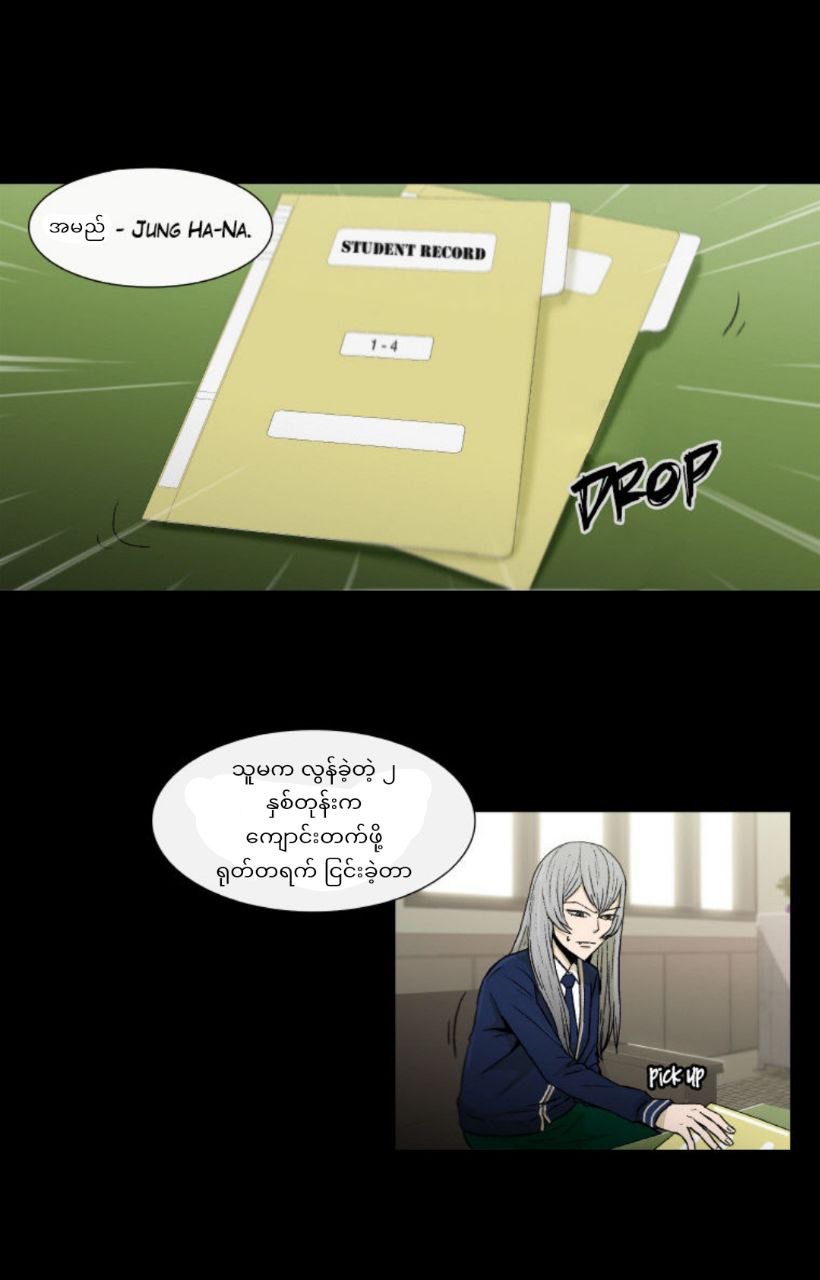 အမည် - JUNG HA-NA.
STUDENT RECORD
1 - 4
DROP
သူမက လွန်ခဲ့တဲ့ ၂
နှစ်တုန်းက
ကျောင်းတက်ဖို့
ရုတ်တရက် ငြင်းခဲ့တာ
PICK UP